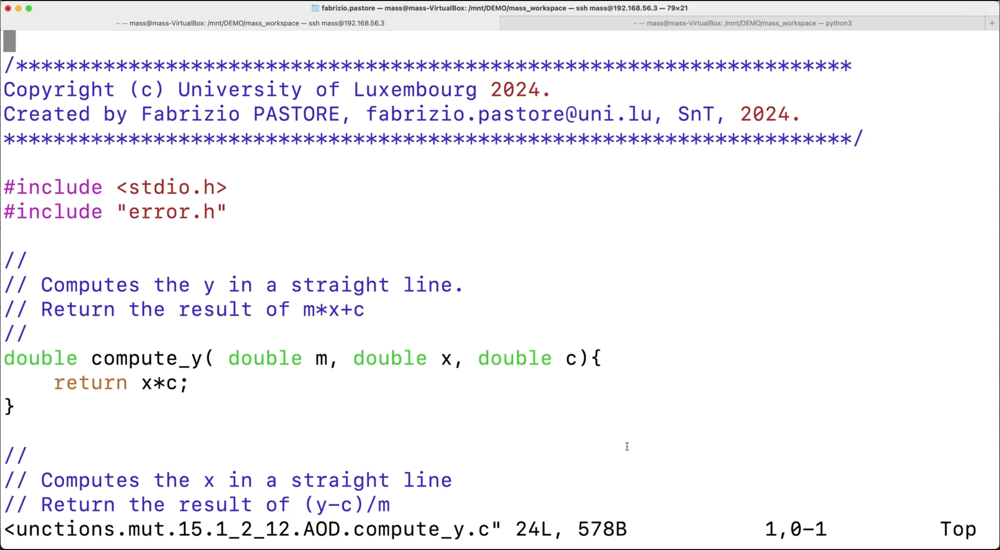 fabrizio.pastore — mass@mass-VirtualBox: /mnt/DEMO/mass_workspace — ssh mass@192.168.56.3 — 79×21
~ — mass@mass-VirtualBox: /mnt/DEMO/mass_workspace — ssh mass@192.168.56.3
~ — mass@mass-VirtualBox: /mnt/DEMO/mass_workspace — python3
+
/*******************************************************************
Copyright (c) University of Luxembourg 2024.
Created by Fabrizio PASTORE, fabrizio.pastore@uni.lu, SnT, 2024.
********************************************************************/
#include <stdio.h>
#include "error.h"
//
// Computes the y in a straight line.
// Return the result of m*x+c
//
double compute_y( double m, double x, double c){
    return x*c;
}
//
// Computes the x in a straight line
// Return the result of (y-c)/m
<unctions.mut.15.1_2_12.AOD.compute_y.c" 24L, 578B 1,0-1 Top